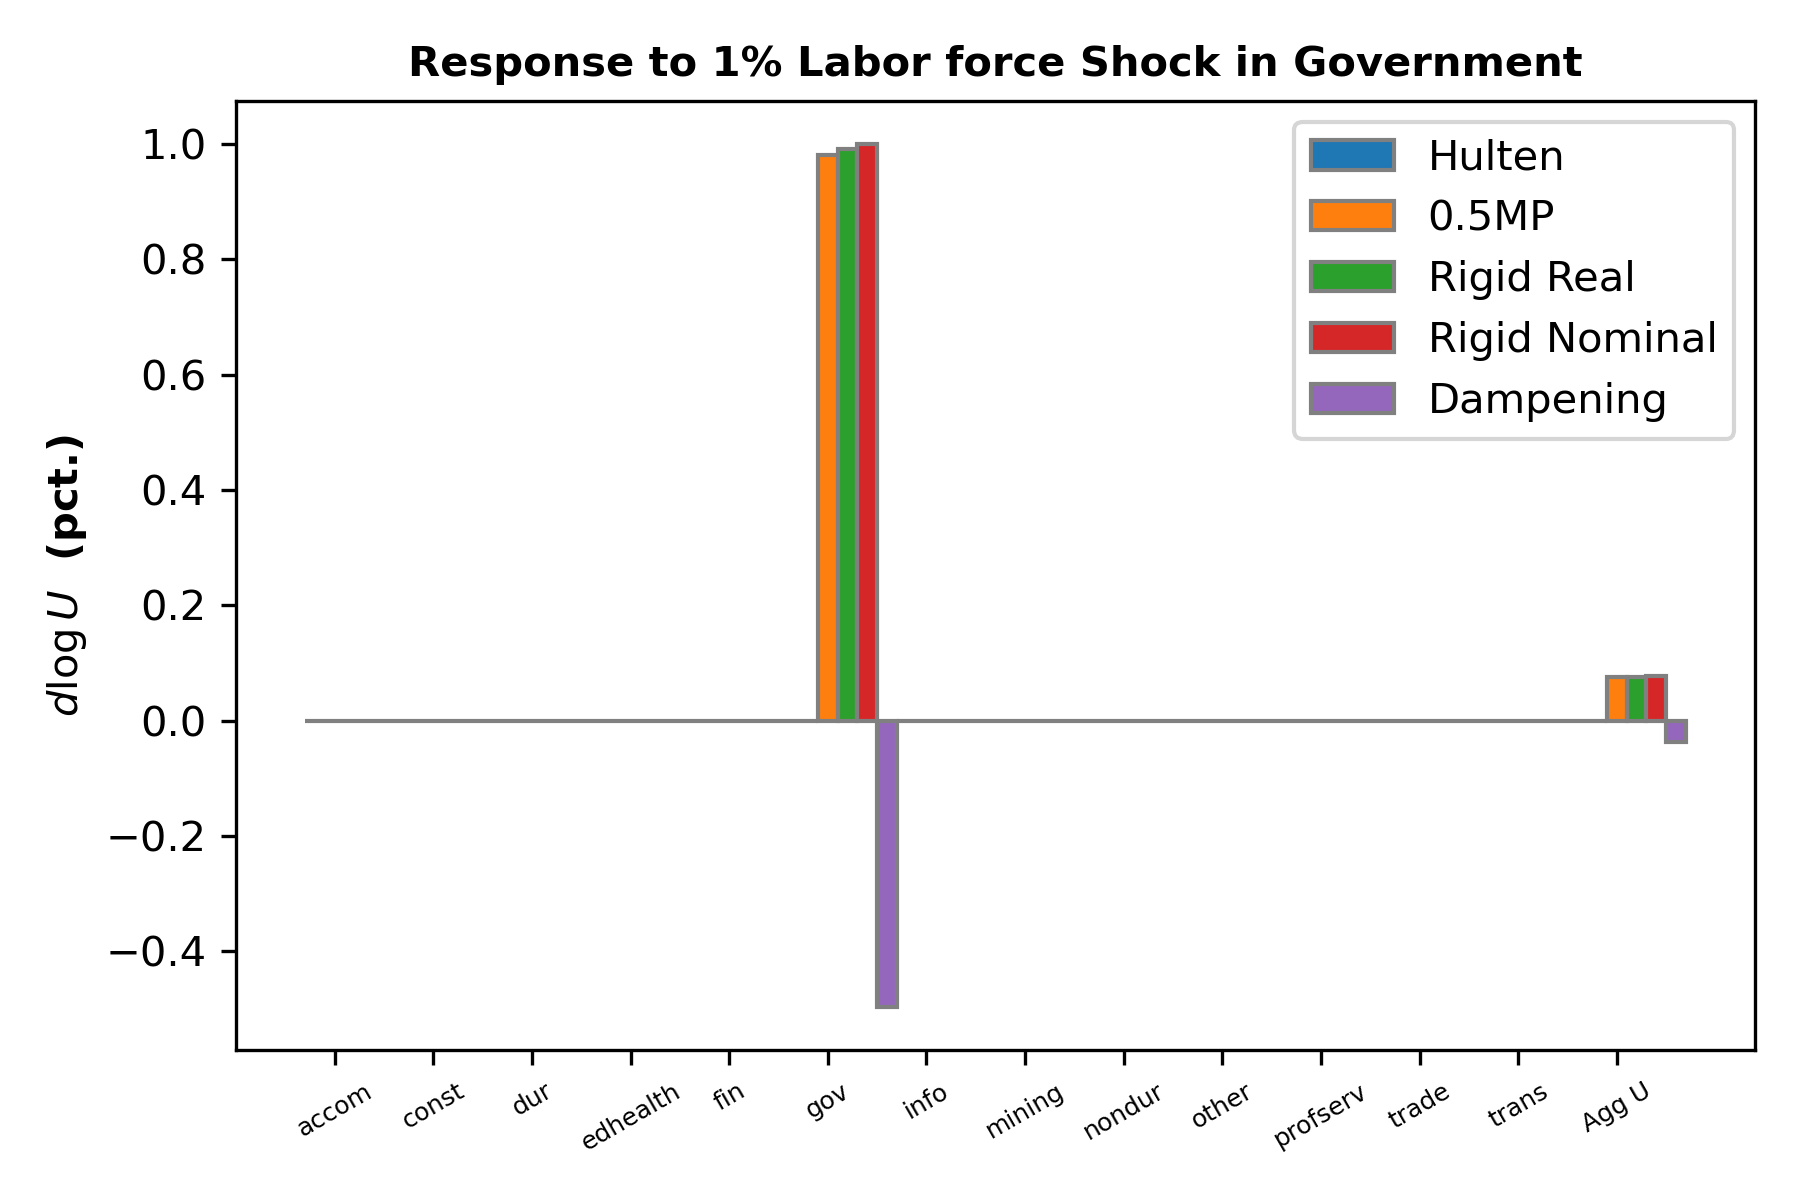 Response to 1% Labor force Shock in Government
dlog U (pct.)
1.0
0.8
0.6
0.4
0.2
0.0
−0.2
−0.4
Hulten
0.5MP
Rigid Real
Rigid Nominal
Dampening
accom const dur edhealth fin gov info mining nondur other profserv trade trans Agg U